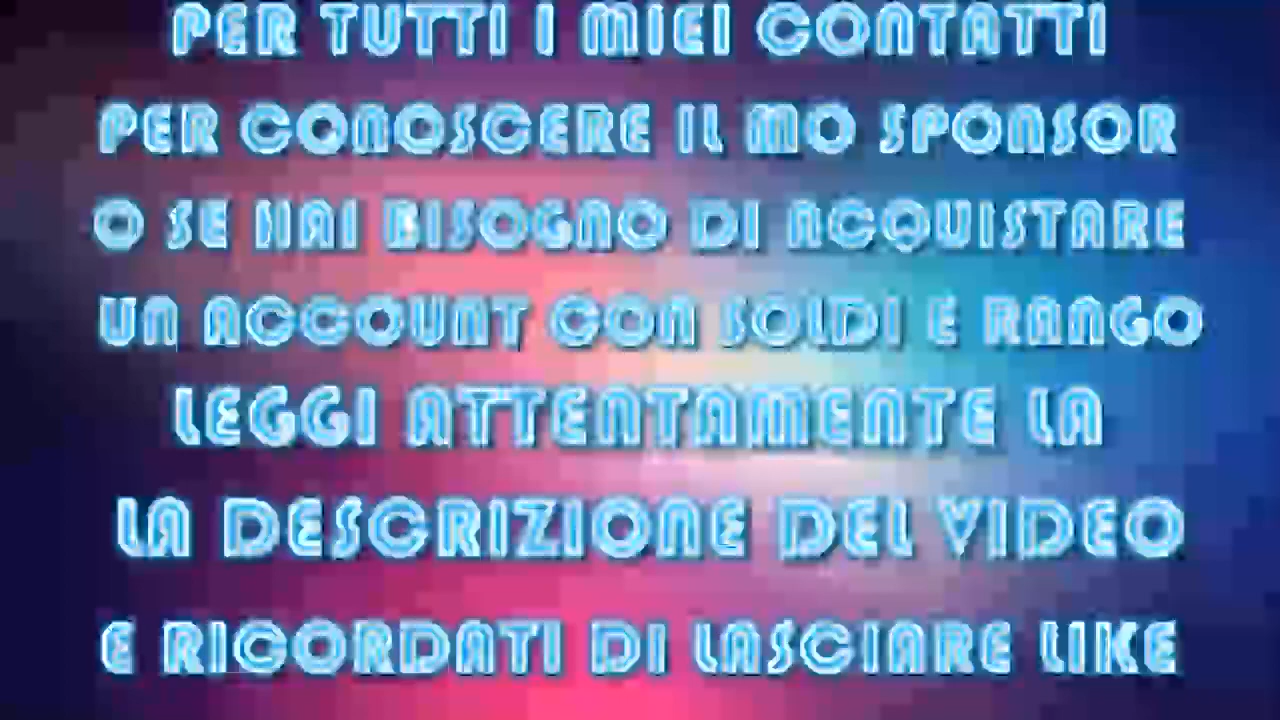 PER TUTTI I MIEI CONTATTI
PER CONOSCERE IL MO SPONSOR
O SE HAI BISOGNO DI ACQUISTARE
UN ACCOUNT CON SOLDI E RANGO
LEGGI ATTENTAMENTE LA
LA DESCRIZIONE DEL VIDEO
E RICORDATI DI LASCIARE LIKE